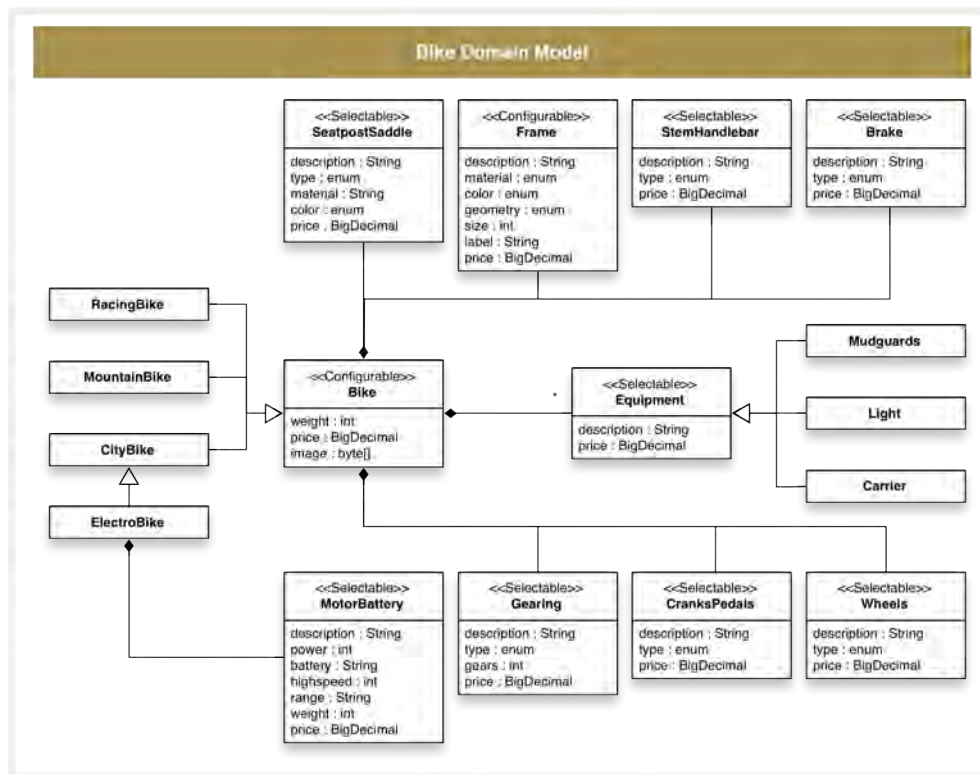 Bike Domain Model
<<Selectable>>
SeatpostSaddle
description : String
type : enum
material : String
color : enum
price : BigDecimal
<<Configurable>>
Frame
description : String
material : enum
color : enum
geometry : enum
size : int
label : String
price : BigDecimal
<<Selectable>>
StemHandlebar
description : String
type : enum
price : BigDecimal
<<Selectable>>
Brake
description : String
type : enum
price : BigDecimal
RacingBike
MountainBike
CityBike
ElectroBike
<<Configurable>>
Bike
weight : int
price : BigDecimal
image : byte[]
*
<<Selectable>>
Equipment
description : String
price : BigDecimal
Mudguards
Light
Carrier
<<Selectable>>
MotorBattery
description : String
power : int
battery : String
highspeed : int
range : String
weight : int
price : BigDecimal
<<Selectable>>
Gearing
description : String
type : enum
gears : int
price : BigDecimal
<<Selectable>>
CranksPedals
description : String
type : enum
price : BigDecimal
<<Selectable>>
Wheels
description : String
type : enum
price : BigDecimal